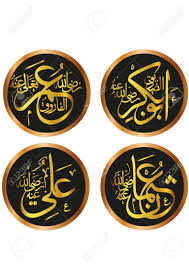 أبو بكر الصديق رضي الله عنه
عمر الفاروق رضي الله تعالى عنه
عثمان رضي الله عنه
علي رضي الله عنه